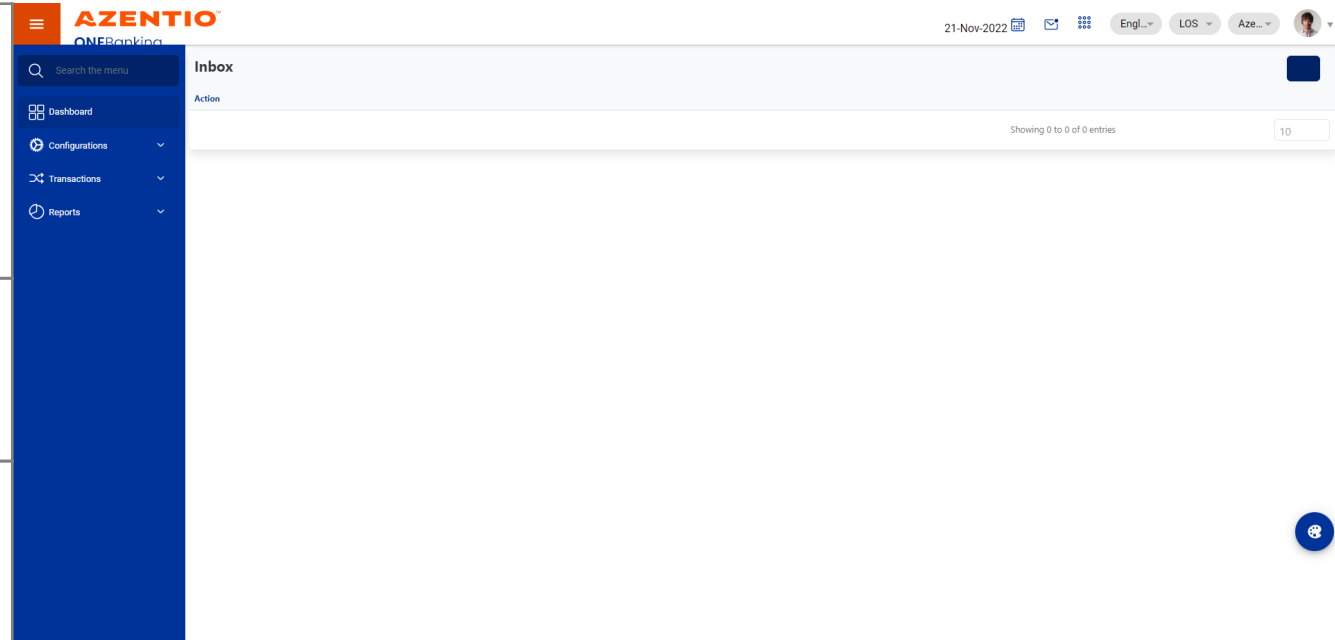 AZENTIO™
ONEBanking
21-Nov-2022
Engl...
LOS
Aze...
Search the menu
Inbox
Action
Dashboard
Showing 0 to 0 of 0 entries
10
Configurations
Transactions
Reports